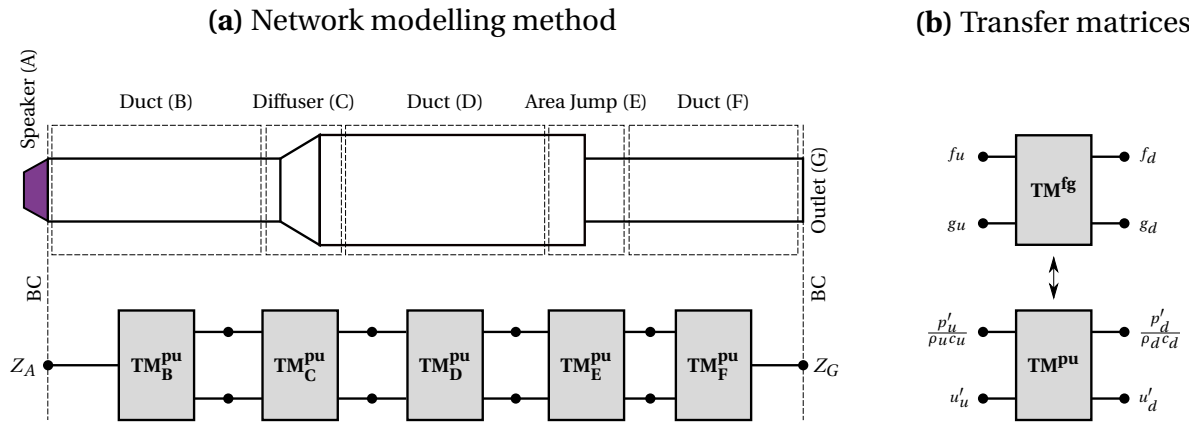 (a) Network modelling method
(b) Transfer matrices
Speaker (A)
Duct (B)
Diffuser (C)
Duct (D)
Area Jump (E)
Duct (F)
Outlet (G)
BC
BC
Z_A
TM_B^pu
TM_C^pu
TM_D^pu
TM_E^pu
TM_F^pu
Z_G
f_u
f_d
TM^fg
g_u
g_d
p'_u / ρ_u c_u
p'_d / ρ_d c_d
TM^pu
u'_u
u'_d